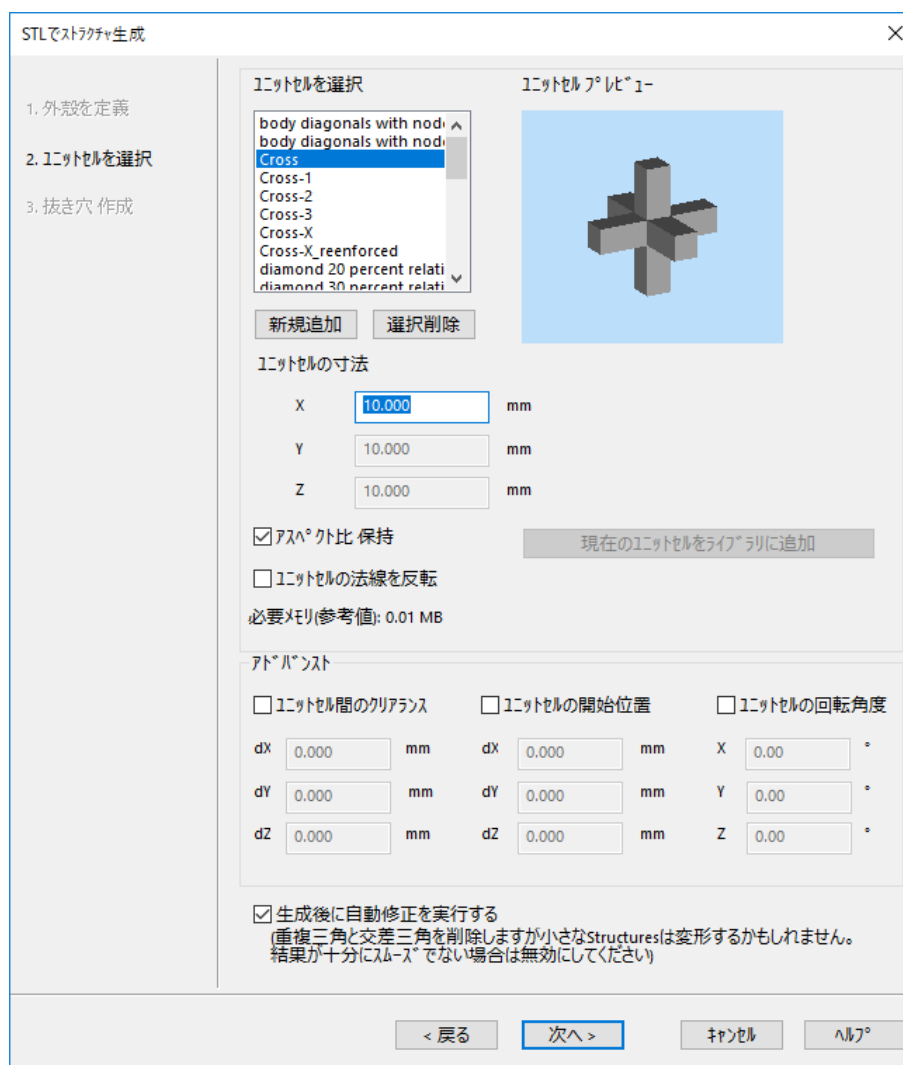 STLでｽﾄﾗｸﾁｬ生成
1. 外殻を定義
2. ﾕﾆｯﾄｾﾙを選択
3. 抜き穴 作成
ﾕﾆｯﾄｾﾙを選択
ﾕﾆｯﾄｾﾙ ﾌﾟﾚﾋﾞｭｰ
body diagonals with node
body diagonals with node
Cross
Cross-1
Cross-2
Cross-3
Cross-X
Cross-X_reenforced
diamond 20 percent relati
diamond 30 percent relati
新規追加
選択削除
ﾕﾆｯﾄｾﾙの寸法
X 10.000 mm
Y 10.000 mm
Z 10.000 mm
ｱｽﾍﾟｸﾄ比 保持
現在のﾕﾆｯﾄｾﾙをﾗｲﾌﾞﾗﾘに追加
ﾕﾆｯﾄｾﾙの法線を反転
必要ﾒﾓﾘ(参考値): 0.01 MB
ｱﾄﾞﾊﾞﾝｽﾄ
ﾕﾆｯﾄｾﾙ間のｸﾘｱﾗﾝｽ
ﾕﾆｯﾄｾﾙの開始位置
ﾕﾆｯﾄｾﾙの回転角度
dX 0.000 mm dX 0.000 mm X 0.00 °
dY 0.000 mm dY 0.000 mm Y 0.00 °
dZ 0.000 mm dZ 0.000 mm Z 0.00 °
生成後に自動修正を実行する
(重複三角と交差三角を削除しますが小さなStructuresは変形するかもしれません。
結果が十分にｽﾑｰｽﾞでない場合は無効にしてください)
< 戻る
次へ >
ｷｬﾝｾﾙ
ﾍﾙﾌﾟ